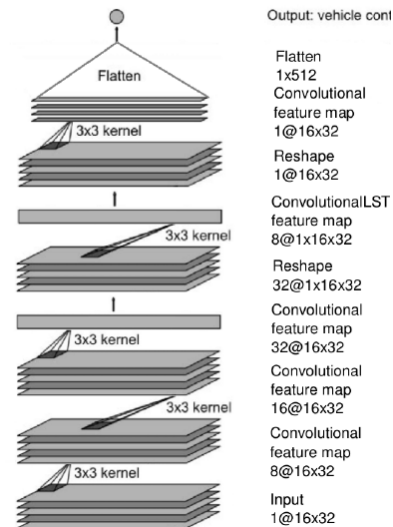 Output: vehicle cont
Flatten
Flatten
1x512
Convolutional
feature map
1@16x32
3x3 kernel
Reshape
1@16x32
ConvolutionalLST
feature map
8@1x16x32
3x3 kernel
Reshape
32@1x16x32
Convolutional
feature map
32@16x32
3x3 kernel
Convolutional
feature map
16@16x32
3x3 kernel
Convolutional
feature map
8@16x32
3x3 kernel
Input
1@16x32